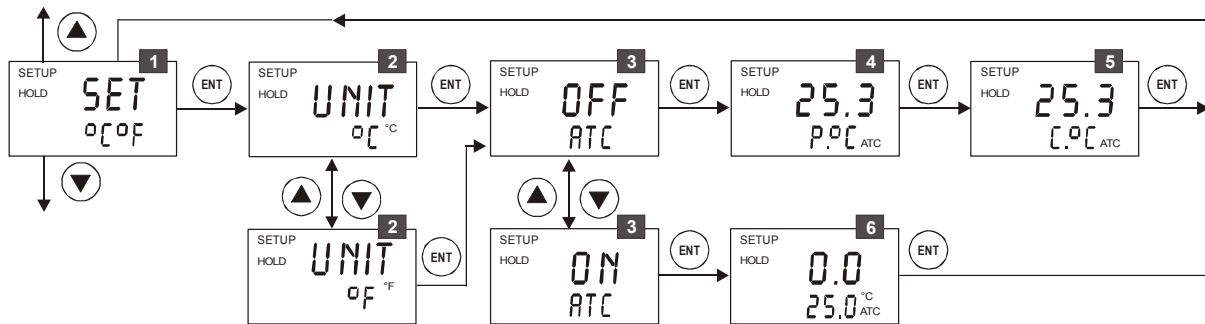 1
SETUP
HOLD
SET
°C°F
ENT
2
SETUP
HOLD
UNIT
°C °C
ENT
3
SETUP
HOLD
OFF
ATC
ENT
4
SETUP
HOLD
25.3
P.°C ATC
ENT
5
SETUP
HOLD
25.3
C.°C ATC
ENT
2
SETUP
HOLD
UNIT
°F °F
ENT
3
SETUP
HOLD
ON
ATC
ENT
6
SETUP
HOLD
0.0
25.0 °C ATC
ENT